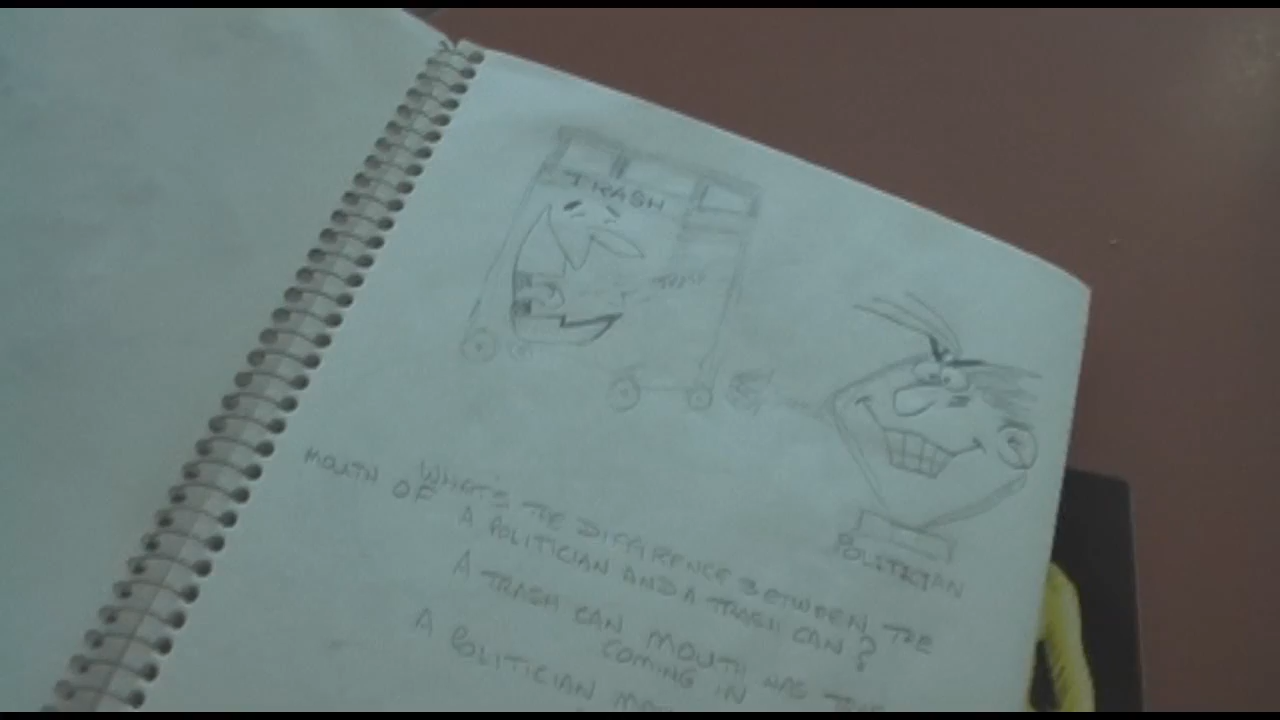 TRASH
POLITICIAN
WHAT'S THE DIFFERENCE BETWEEN THE
MOUTH OF A POLITICIAN AND A TRASH CAN?
A TRASH CAN MOUTH HAS THE
COMING IN
A POLITICIAN